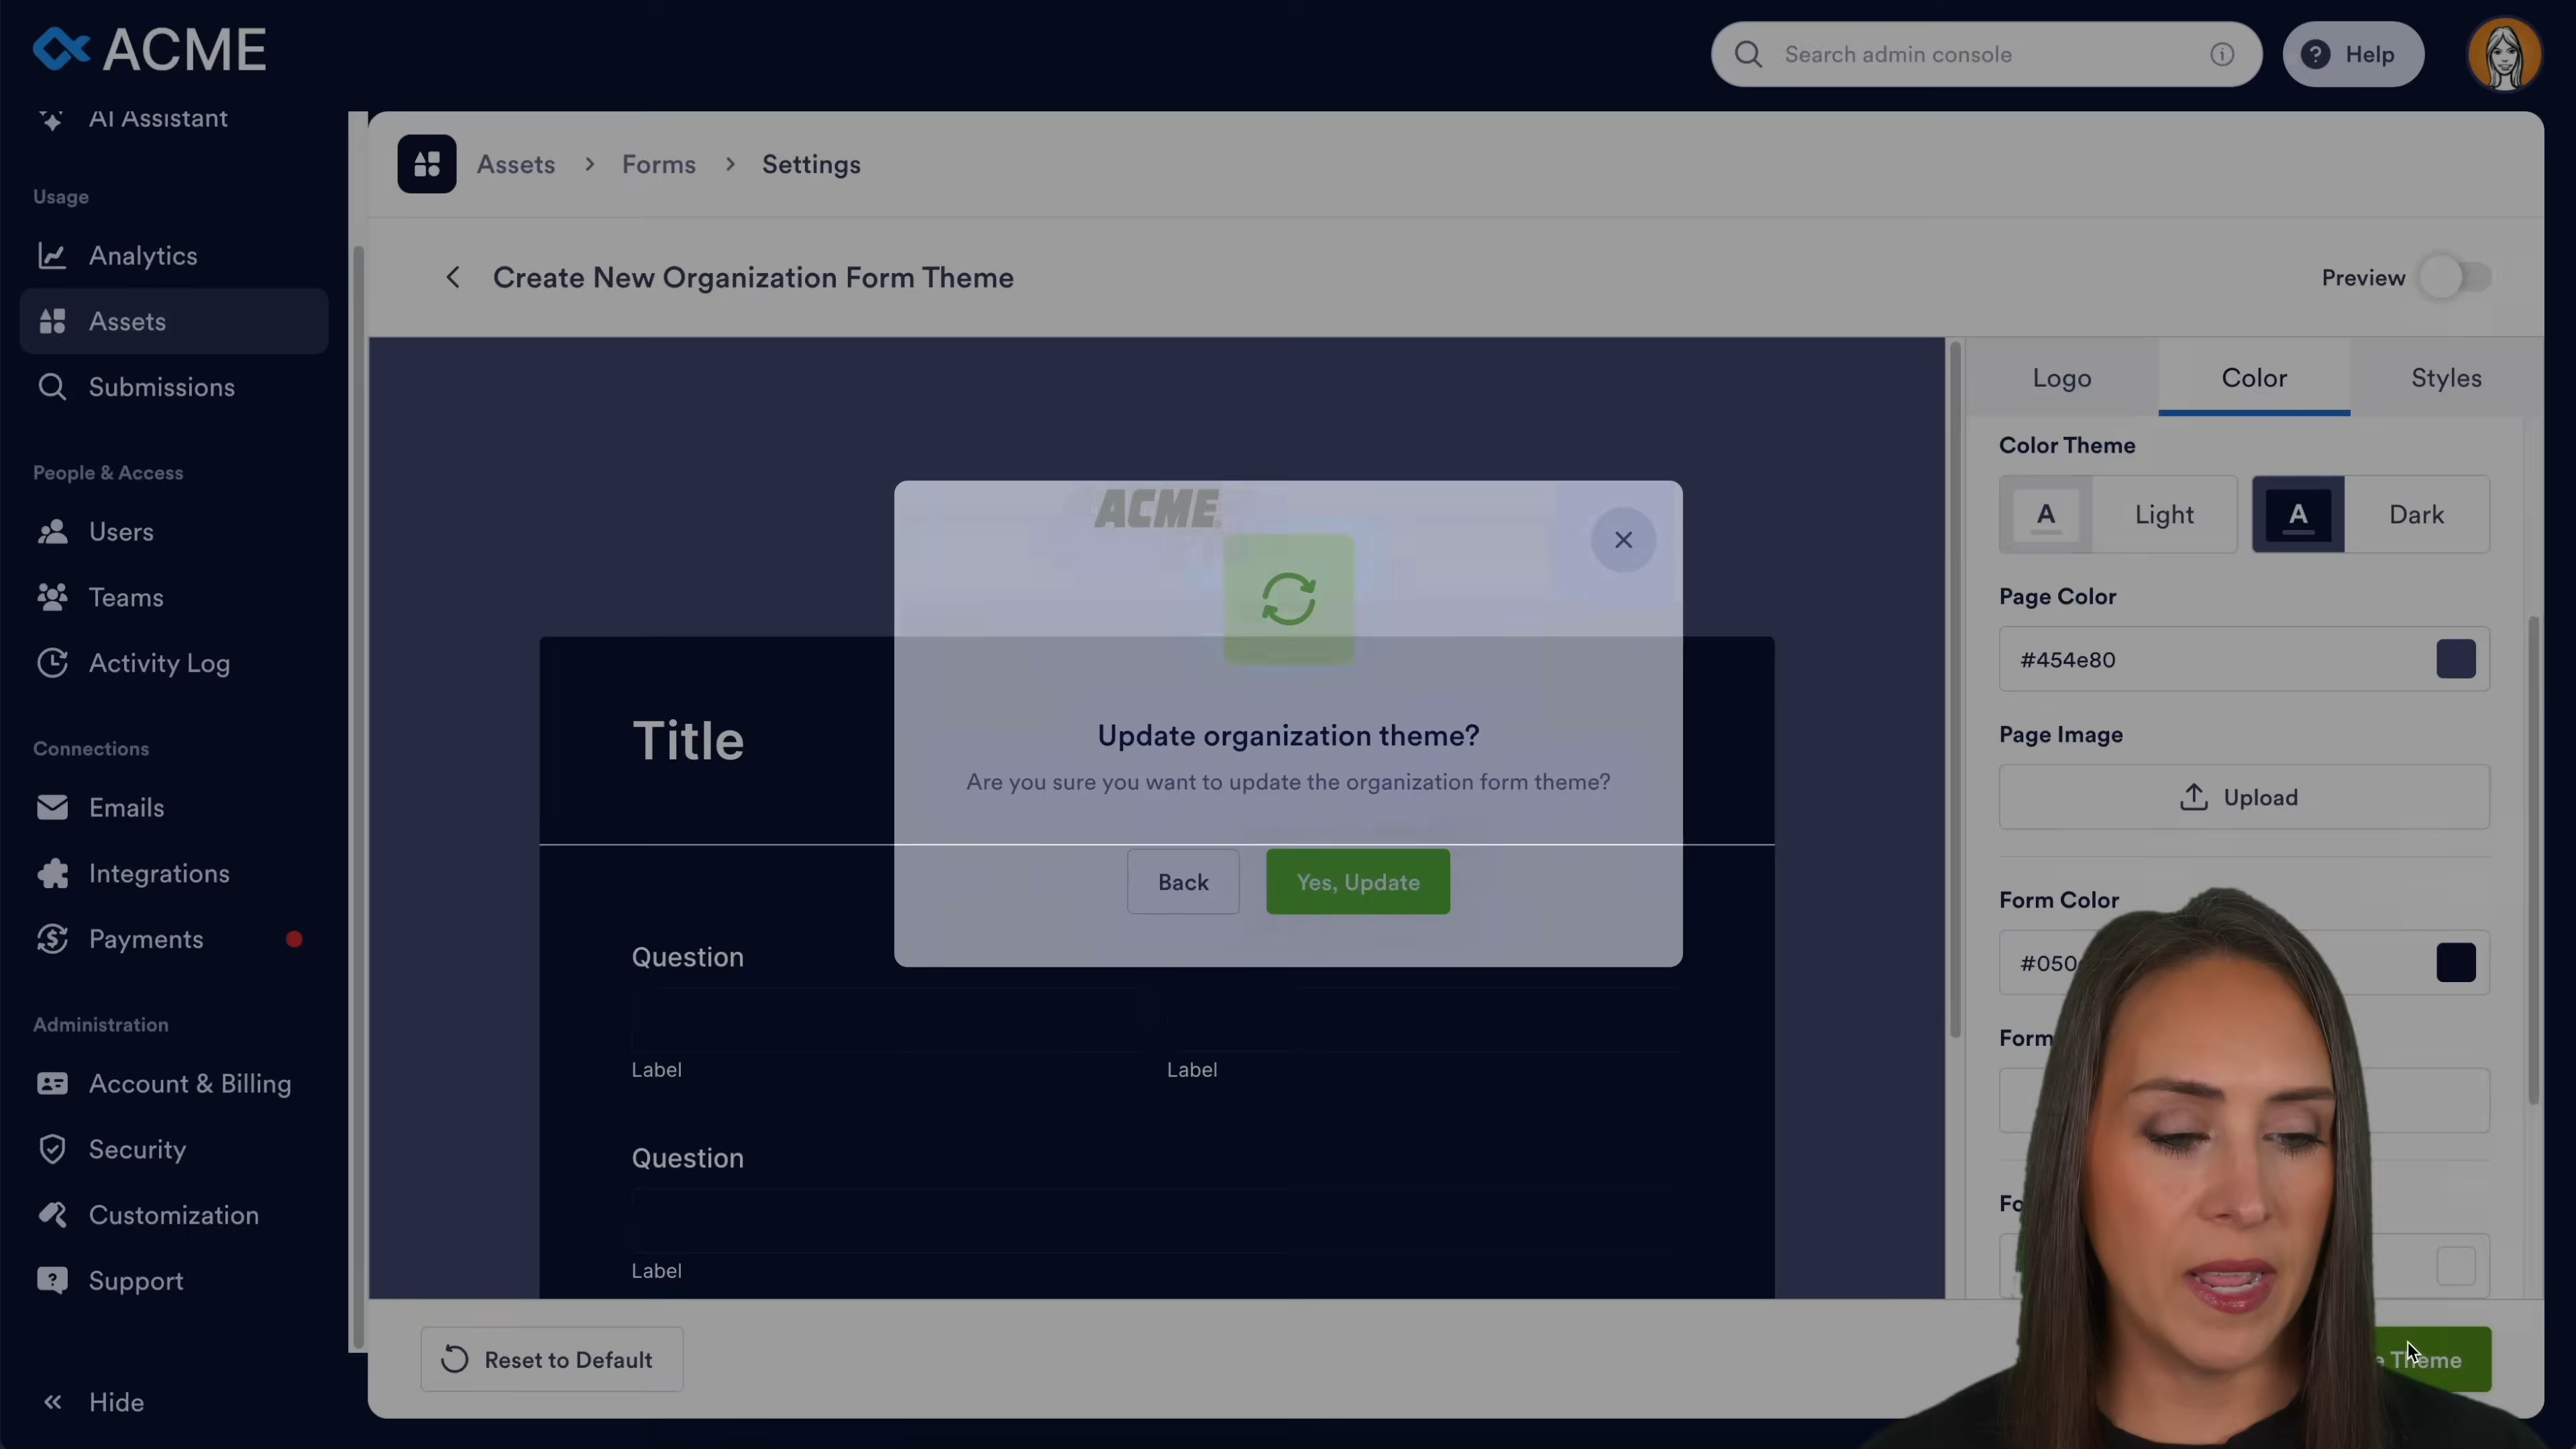 ACME
Search admin console
Help
AI Assistant
Usage
Analytics
Assets
Submissions
People & Access
Users
Teams
Activity Log
Connections
Emails
Integrations
Payments
Administration
Account & Billing
Security
Customization
Support
Hide
Assets > Forms > Settings
Create New Organization Form Theme
Preview
ACME
Title
Question
Label
Label
Question
Label
Update organization theme?
Are you sure you want to update the organization form theme?
Back
Yes, Update
Logo
Color
Styles
Color Theme
A
Light
A
Dark
Page Color
#454e80
Page Image
Upload
Form Color
#050
Form
Reset to Default
Theme